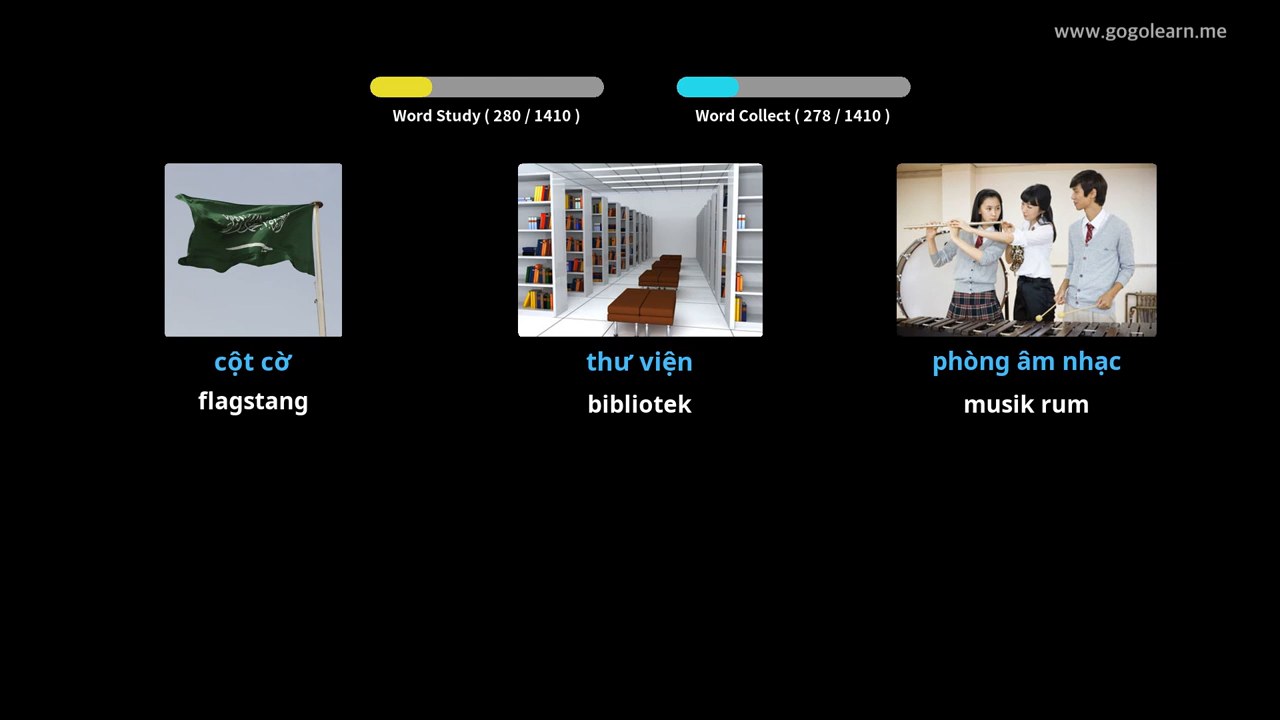 www.gogolearn.me
Word Study ( 280 / 1410 )
Word Collect ( 278 / 1410 )
cột cờ
thư viện
phòng âm nhạc
flagstang
bibliotek
musik rum